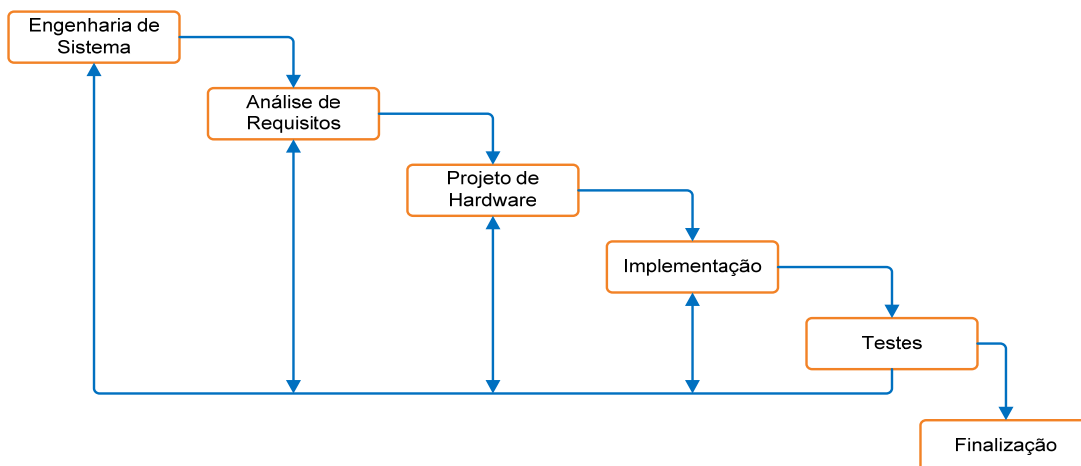 Engenharia de
Sistema
Análise de
Requisitos
Projeto de
Hardware
Implementação
Testes
Finalização